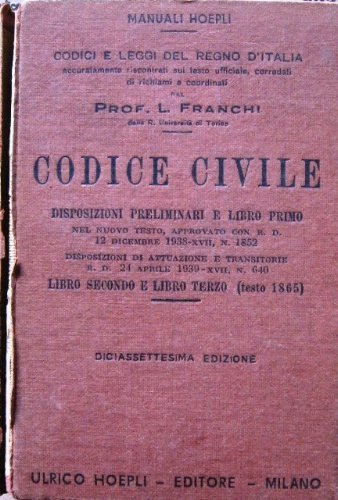 MANUALI HOEPLI
CODICI E LEGGI DEL REGNO D'ITALIA
accuratamente riscontrati sul testo ufficiale, corredati
di richiami e coordinati
DAL
PROF. L. FRANCHI
della R. Università di Torino
CODICE CIVILE
DISPOSIZIONI PRELIMINARI E LIBRO PRIMO
NEL NUOVO TESTO, APPROVATO CON R. D.
12 DICEMBRE 1938-XVII, N. 1852
DISPOSIZIONI DI ATTUAZIONE E TRANSITORIE
R. D. 24 APRILE 1939-XVII, N. 640
LIBRO SECONDO E LIBRO TERZO (testo 1865)
DICIASSETTESIMA EDIZIONE
ULRICO HOEPLI - EDITORE - MILANO